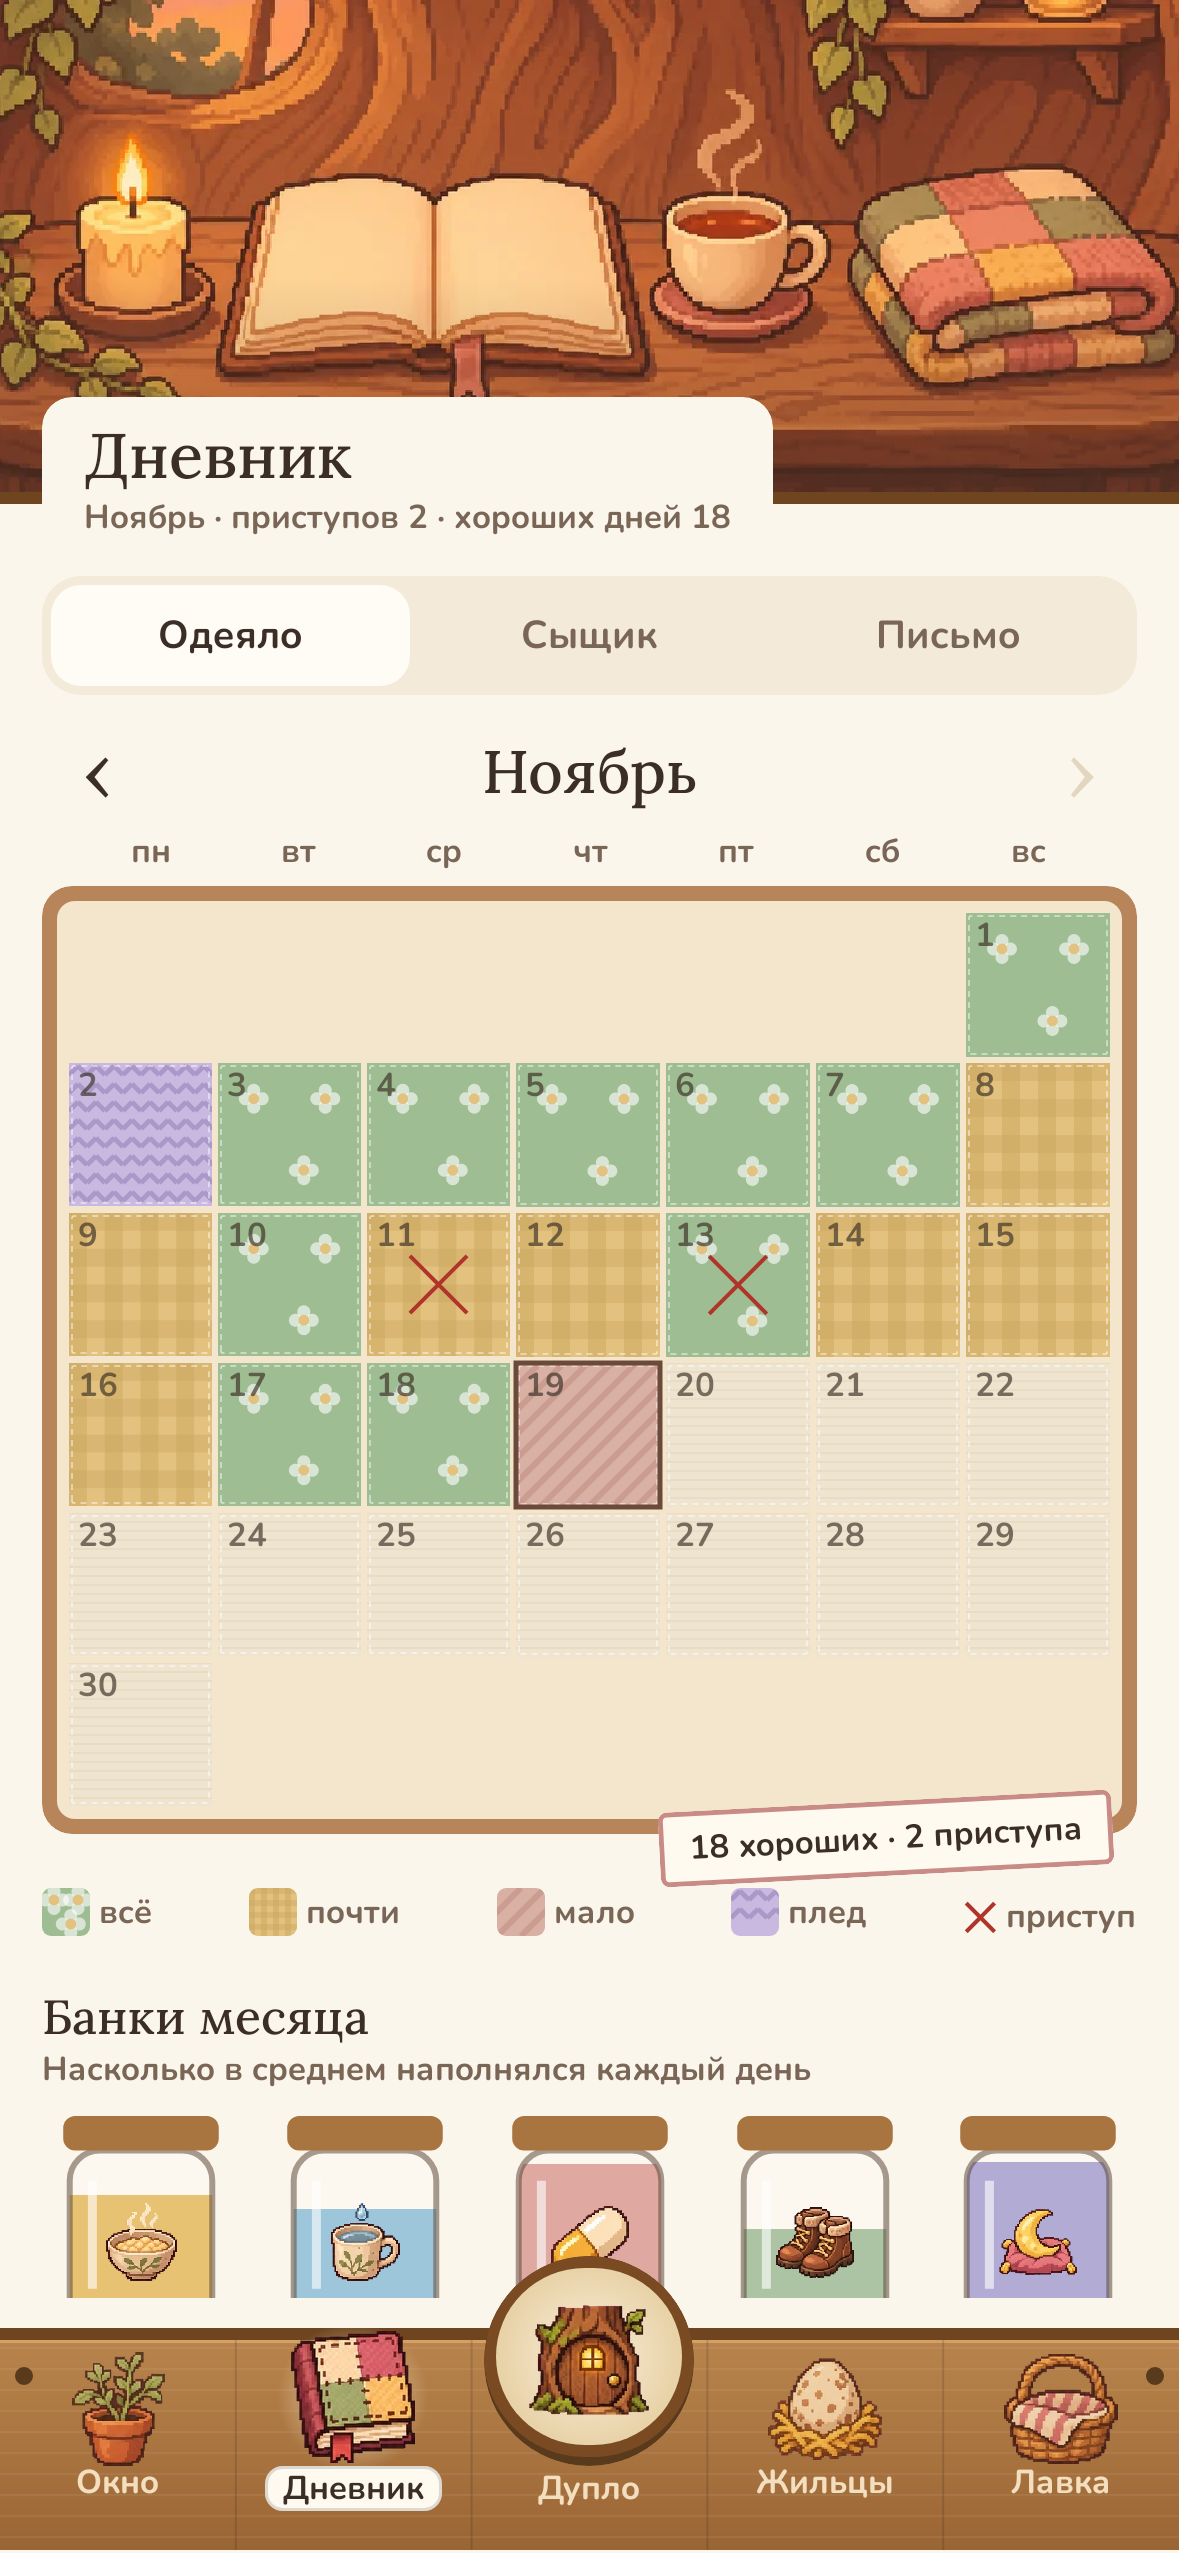 Дневник
Ноябрь · приступов 2 · хороших дней 18
Одеяло Сыщик Письмо
Ноябрь
пн вт ср чт пт сб вс
1
2 3 4 5 6 7 8
9 10 11 12 13 14 15
16 17 18 19 20 21 22
23 24 25 26 27 28 29
30
18 хороших · 2 приступа
всё почти мало плед приступ
Банки месяца
Насколько в среднем наполнялся каждый день
Окно Дневник Дупло Жильцы Лавка